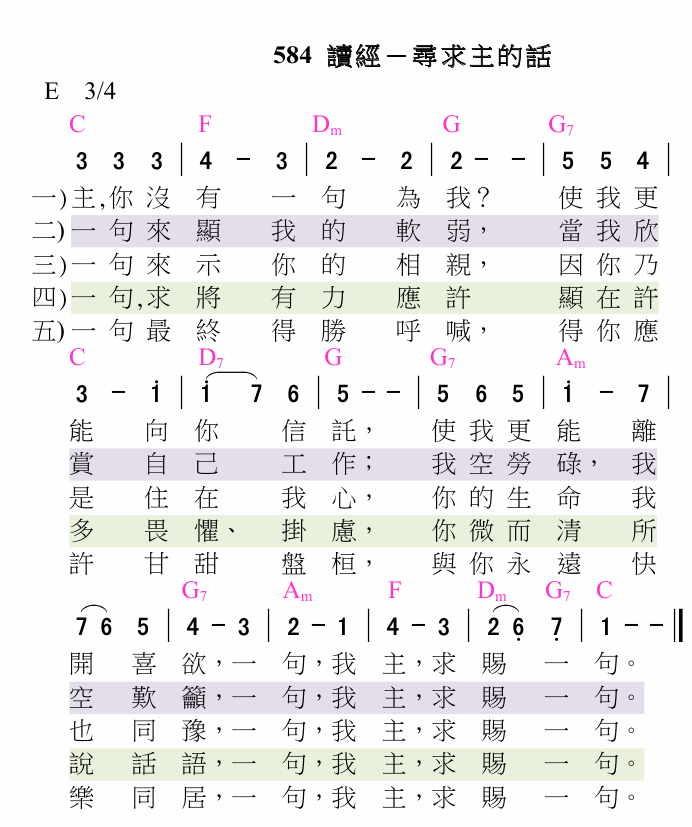 584 讀經－尋求主的話
E 3/4
C F Dm G G7
3 3 3 | 4 - 3 | 2 - 2 | 2 - - | 5 5 4 |
一)主,你沒有一句為我？使我更
二)一句來顯我的軟弱，當我欣
三)一句來示你的相親，因你乃
四)一句,求將有力應許顯在許
五)一句最終得勝呼喊，得你應
C D7 G G7 Am
3 - i | i 7 6 | 5 - - | 5 6 5 | i - 7 |
能向你信託，使我更能離
賞自己工作；我空勞碌，我
是住在我心，你的生命我
多畏懼、掛慮，你微而清所
許甘甜盤桓，與你永遠快
G7 Am F Dm G7 C
7 6 5 | 4 - 3 | 2 - 1 | 4 - 3 | 2 6̣ 7̣ | 1 - - ||
開喜欲，一句，我主，求賜一句。
空歎籲，一句，我主，求賜一句。
也同豫，一句，我主，求賜一句。
說話語，一句，我主，求賜一句。
樂同居，一句，我主，求賜一句。